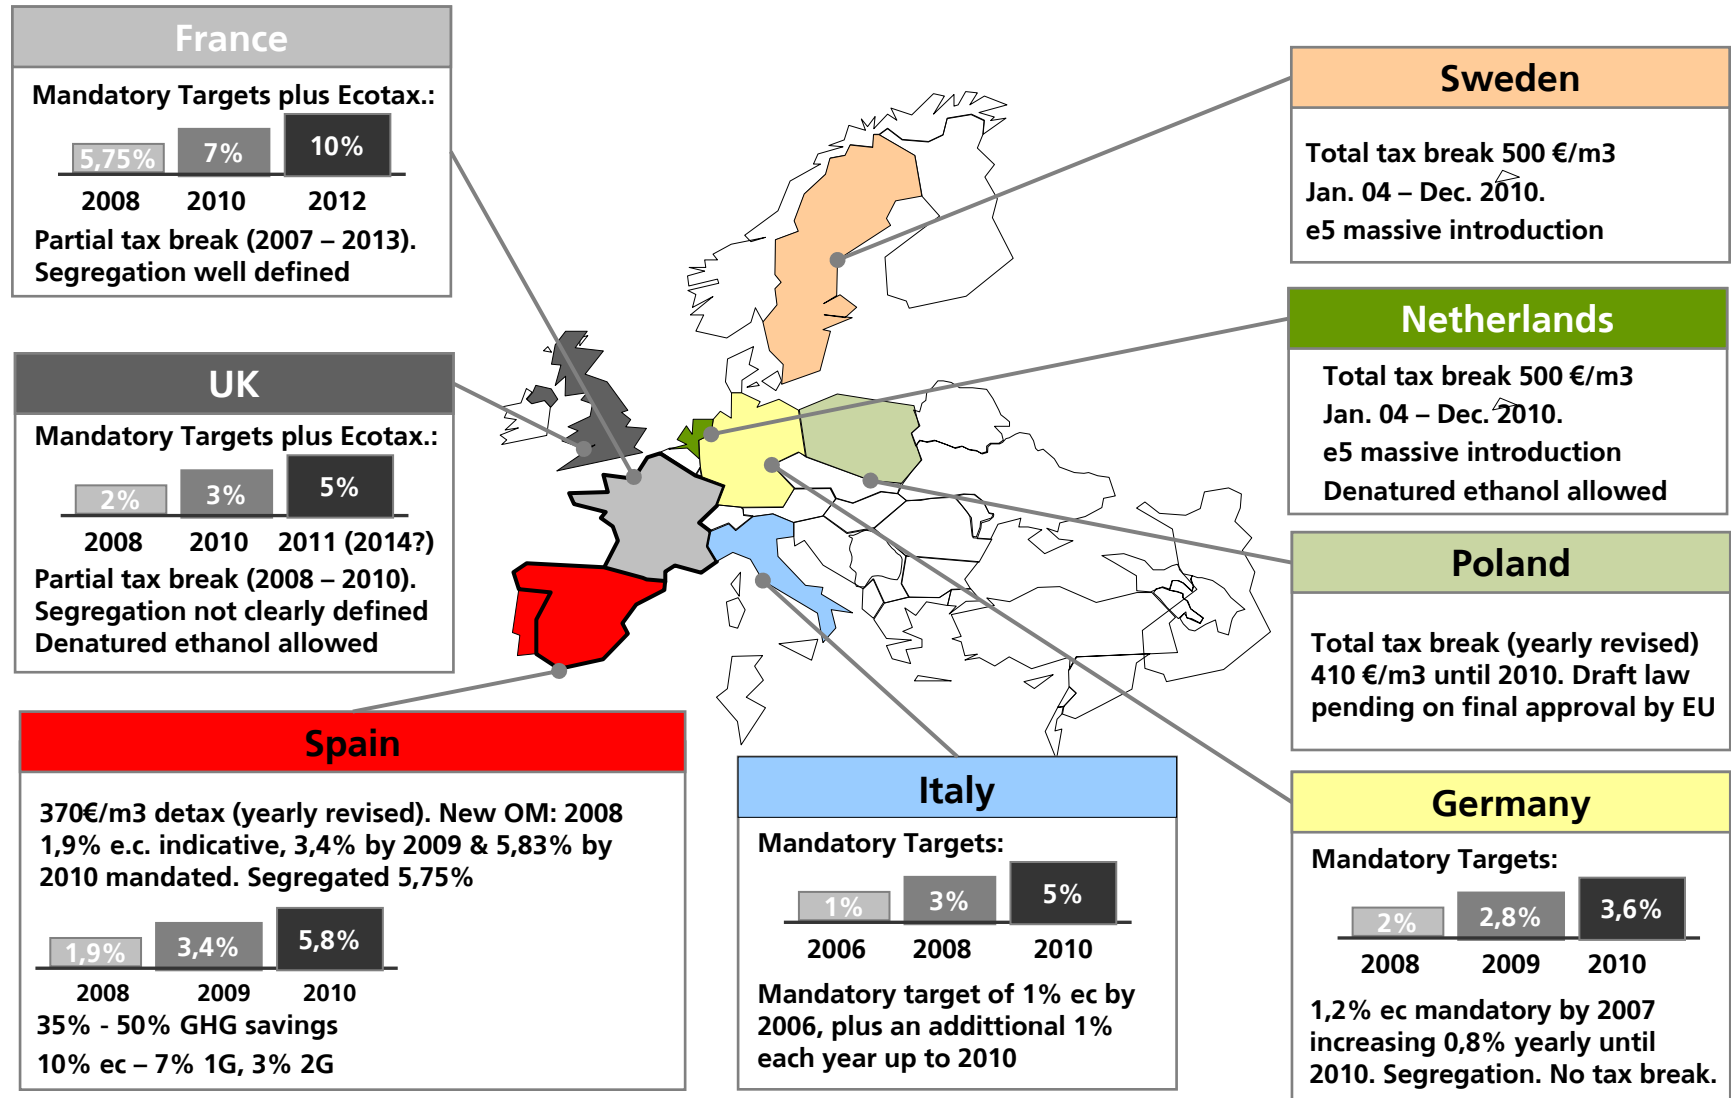 France
Mandatory Targets plus Ecotax.:
5,75%
7%
10%
2008
2010
2012
Partial tax break (2007 – 2013).
Segregation well defined
UK
Mandatory Targets plus Ecotax.:
2%
3%
5%
2008
2010
2011 (2014?)
Partial tax break (2008 – 2010).
Segregation not clearly defined
Denatured ethanol allowed
Spain
370€/m3 detax (yearly revised). New OM: 2008
1,9% e.c. indicative, 3,4% by 2009 & 5,83% by
2010 mandated. Segregated 5,75%
1,9%
3,4%
5,8%
2008
2009
2010
35% - 50% GHG savings
10% ec – 7% 1G, 3% 2G
Italy
Mandatory Targets:
1%
3%
5%
2006
2008
2010
Mandatory target of 1% ec by
2006, plus an addittional 1%
each year up to 2010
Sweden
Total tax break 500 €/m3
Jan. 04 – Dec. 2010.
e5 massive introduction
Netherlands
Total tax break 500 €/m3
Jan. 04 – Dec. 2010.
e5 massive introduction
Denatured ethanol allowed
Poland
Total tax break (yearly revised)
410 €/m3 until 2010. Draft law
pending on final approval by EU
Germany
Mandatory Targets:
2%
2,8%
3,6%
2008
2009
2010
1,2% ec mandatory by 2007
increasing 0,8% yearly until
2010. Segregation. No tax break.